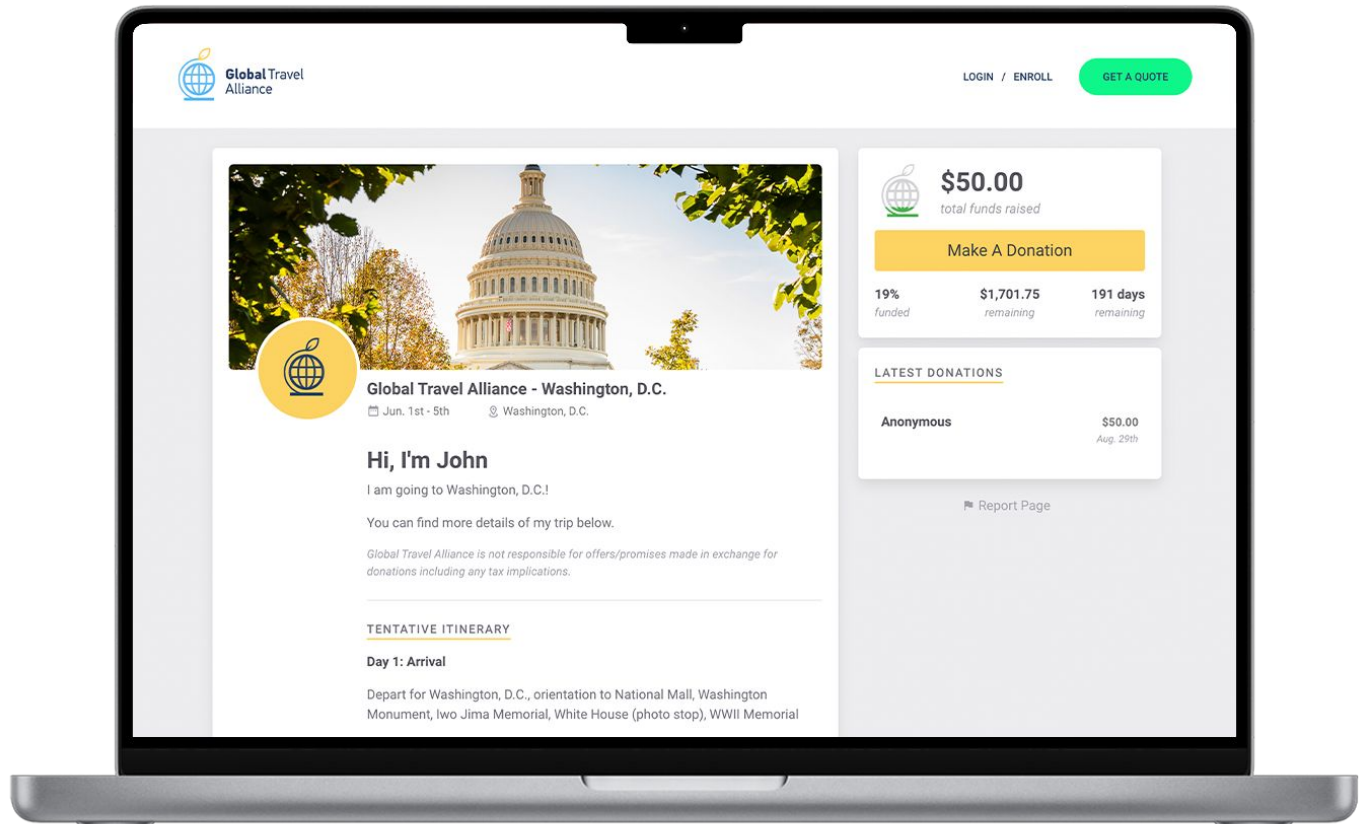 Global Travel
Alliance
LOGIN / ENROLL
GET A QUOTE
Global Travel Alliance - Washington, D.C.
Jun. 1st - 5th
Washington, D.C.
Hi, I'm John
I am going to Washington, D.C.!
You can find more details of my trip below.
Global Travel Alliance is not responsible for offers/promises made in exchange for
donations including any tax implications.
TENTATIVE ITINERARY
Day 1: Arrival
Depart for Washington, D.C., orientation to National Mall, Washington
Monument, Iwo Jima Memorial, White House (photo stop), WWII Memorial
$50.00
total funds raised
Make A Donation
19%
funded
$1,701.75
remaining
191 days
remaining
LATEST DONATIONS
Anonymous
$50.00
Aug. 29th
Report Page